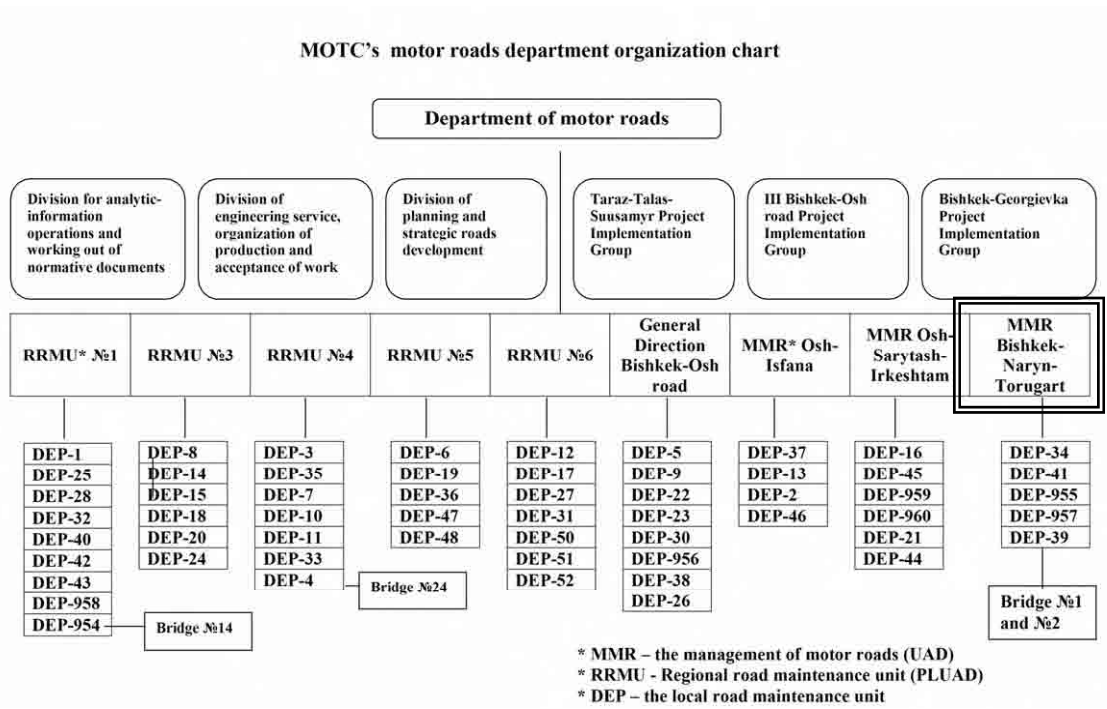 MOTC's motor roads department organization chart
Department of motor roads
Division for analytic-
information
operations and
working out of
normative documents
Division of
engineering service,
organization of
production and
acceptance of work
Division of
planning and
strategic roads
development
Taraz-Talas-
Suusamyr Project
Implementation
Group
III Bishkek-Osh
road Project
Implementation
Group
Bishkek-Georgievka
Project
Implementation
Group
RRMU* №1
RRMU №3
RRMU №4
RRMU №5
RRMU №6
General
Direction
Bishkek-Osh
road
MMR* Osh-
Isfana
MMR Osh-
Sarytash-
Irkeshtam
MMR
Bishkek-
Naryn-
Torugart
DEP-1
DEP-25
DEP-28
DEP-32
DEP-40
DEP-42
DEP-43
DEP-958
DEP-954
Bridge №14
DEP-8
DEP-14
DEP-15
DEP-18
DEP-20
DEP-24
DEP-3
DEP-35
DEP-7
DEP-10
DEP-11
DEP-33
DEP-4
Bridge №24
DEP-6
DEP-19
DEP-36
DEP-47
DEP-48
DEP-12
DEP-17
DEP-27
DEP-31
DEP-50
DEP-51
DEP-52
DEP-5
DEP-9
DEP-22
DEP-23
DEP-30
DEP-956
DEP-38
DEP-26
DEP-37
DEP-13
DEP-2
DEP-46
DEP-16
DEP-45
DEP-959
DEP-960
DEP-21
DEP-44
DEP-34
DEP-41
DEP-955
DEP-957
DEP-39
Bridge №1
and №2
* MMR – the management of motor roads (UAD)
* RRMU - Regional road maintenance unit (PLUAD)
* DEP – the local road maintenance unit